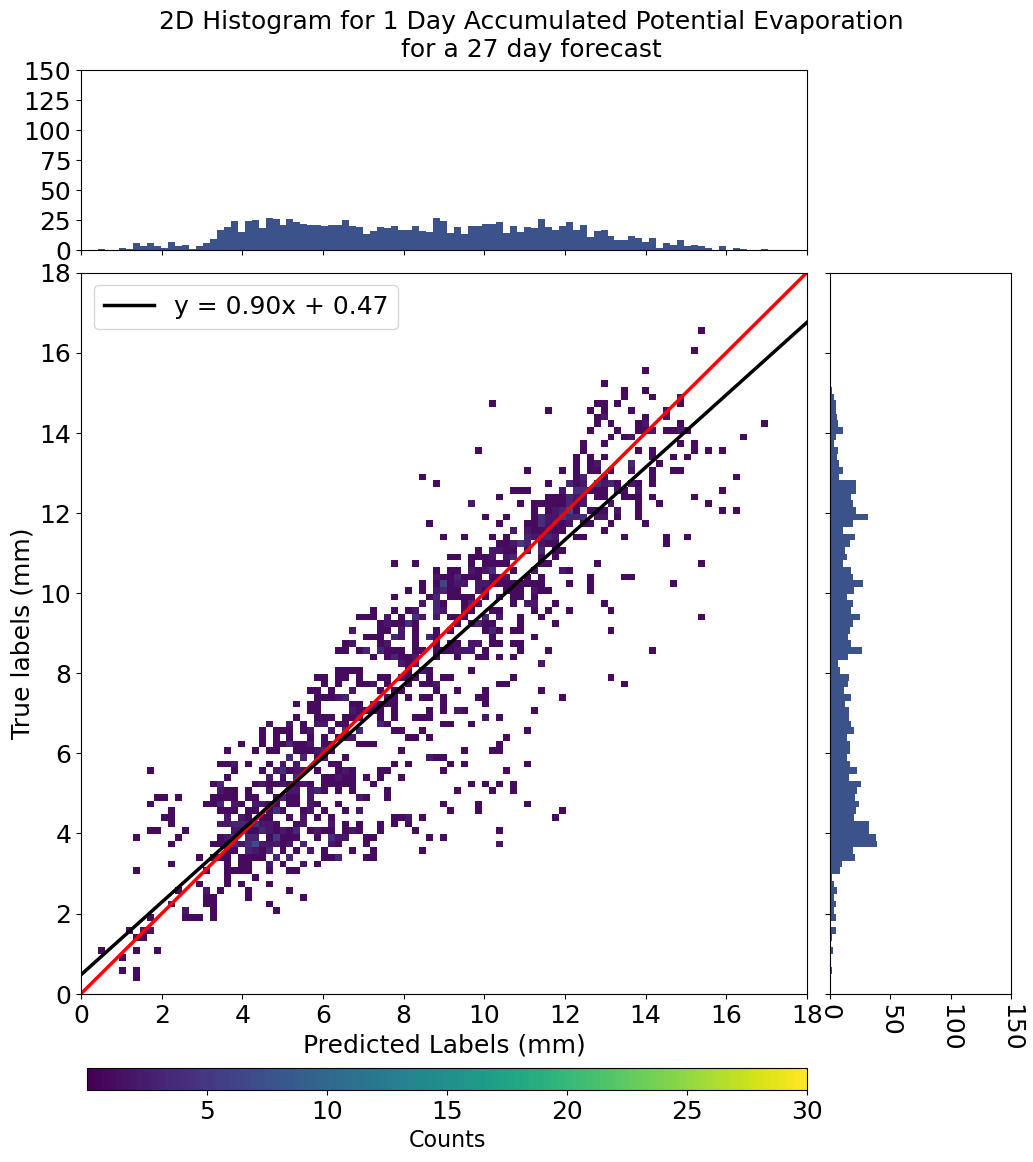 2D Histogram for 1 Day Accumulated Potential Evaporation
for a 27 day forecast
150
125
100
75
50
25
0
18
16
14
12
10
8
6
4
2
0
y = 0.90x + 0.47
True labels (mm)
0 2 4 6 8 10 12 14 16 18
Predicted Labels (mm)
0 50 100 150
5 10 15 20 25 30
Counts